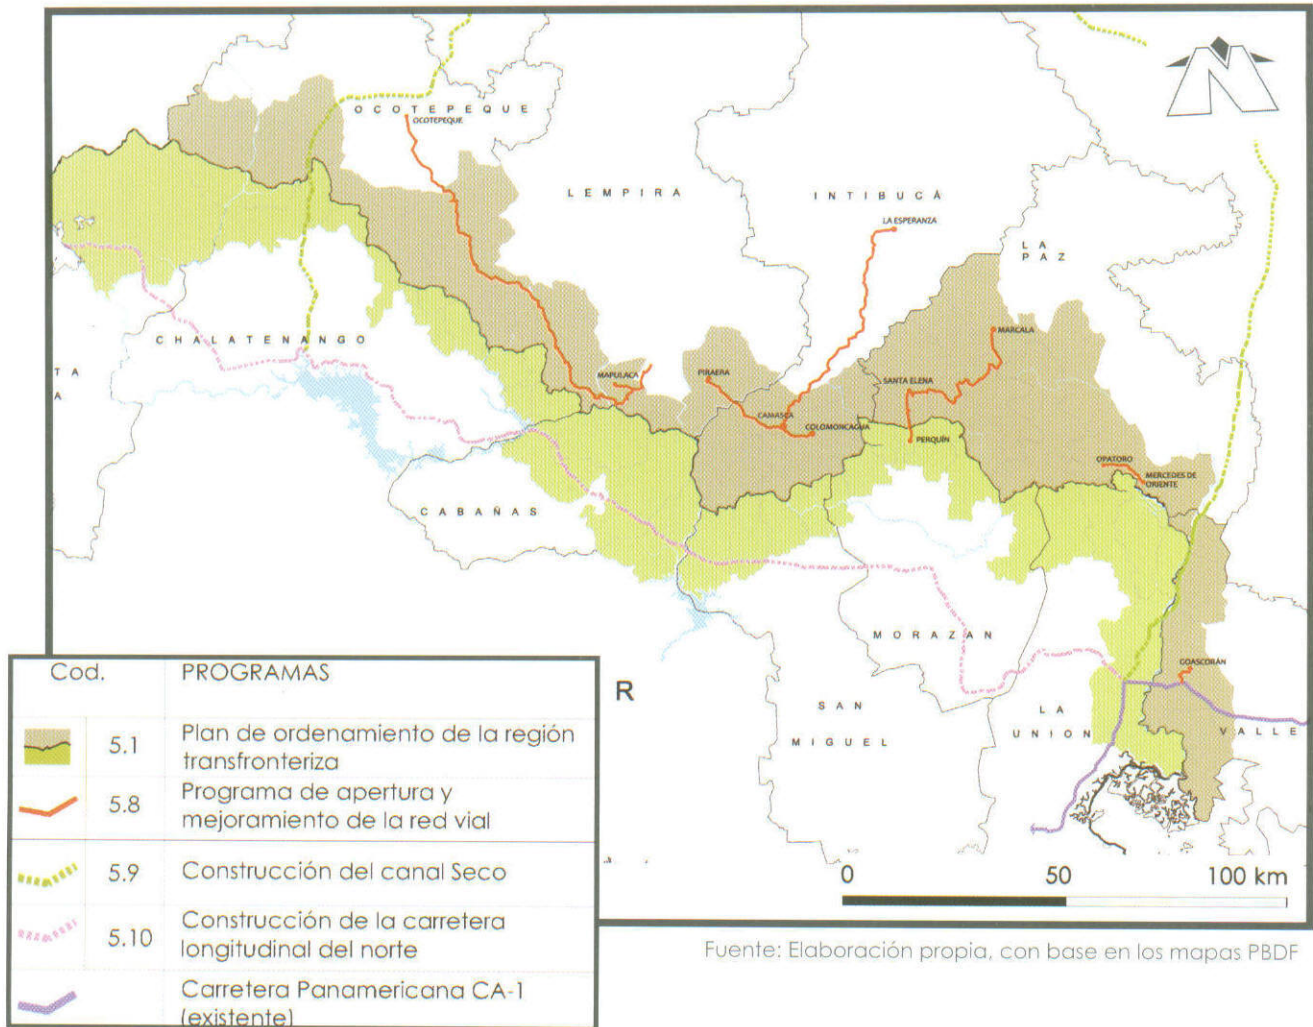 OCOTEPEQUE
OCOTEPEQUE
LEMPIRA
INTIBUCÁ
LA ESPERANZA
LA
PAZ
CHALATENANGO
MARCALA
TA
A
MAPULACA
PIRAERA
SANTA ELENA
CAMASCA
COLOMONCAGUA
PERQUÍN
OPATORO
MERCEDES DE
ORIENTE
CABAÑAS
MORAZAN
GOASCORÁN
R
SAN
MIGUEL
LA
UNION
VALLE
Cod. PROGRAMAS
5.1 Plan de ordenamiento de la región
transfronteriza
5.8 Programa de apertura y
mejoramiento de la red vial
5.9 Construcción del canal Seco
5.10 Construcción de la carretera
longitudinal del norte
Carretera Panamericana CA-1
(existente)
0 50 100 km
Fuente: Elaboración propia, con base en los mapas PBDF